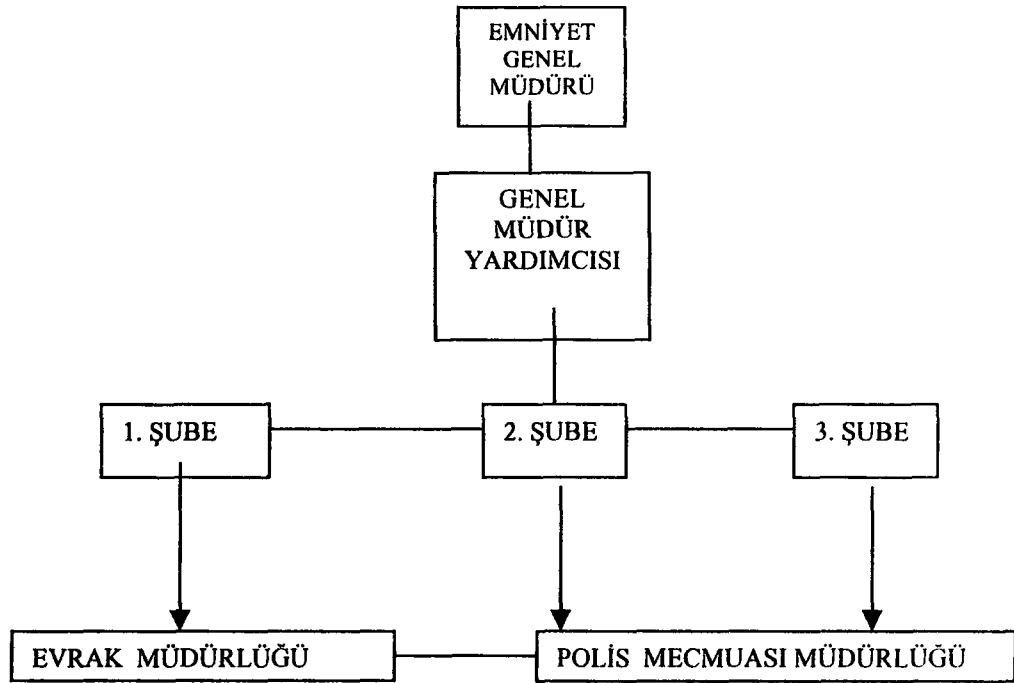 EMNİYET
GENEL
MÜDÜRÜ
GENEL
MÜDÜR
YARDIMCISI
1. ŞUBE
2. ŞUBE
3. ŞUBE
EVRAK MÜDÜRLÜĞÜ
POLİS MECMUASI MÜDÜRLÜĞÜ